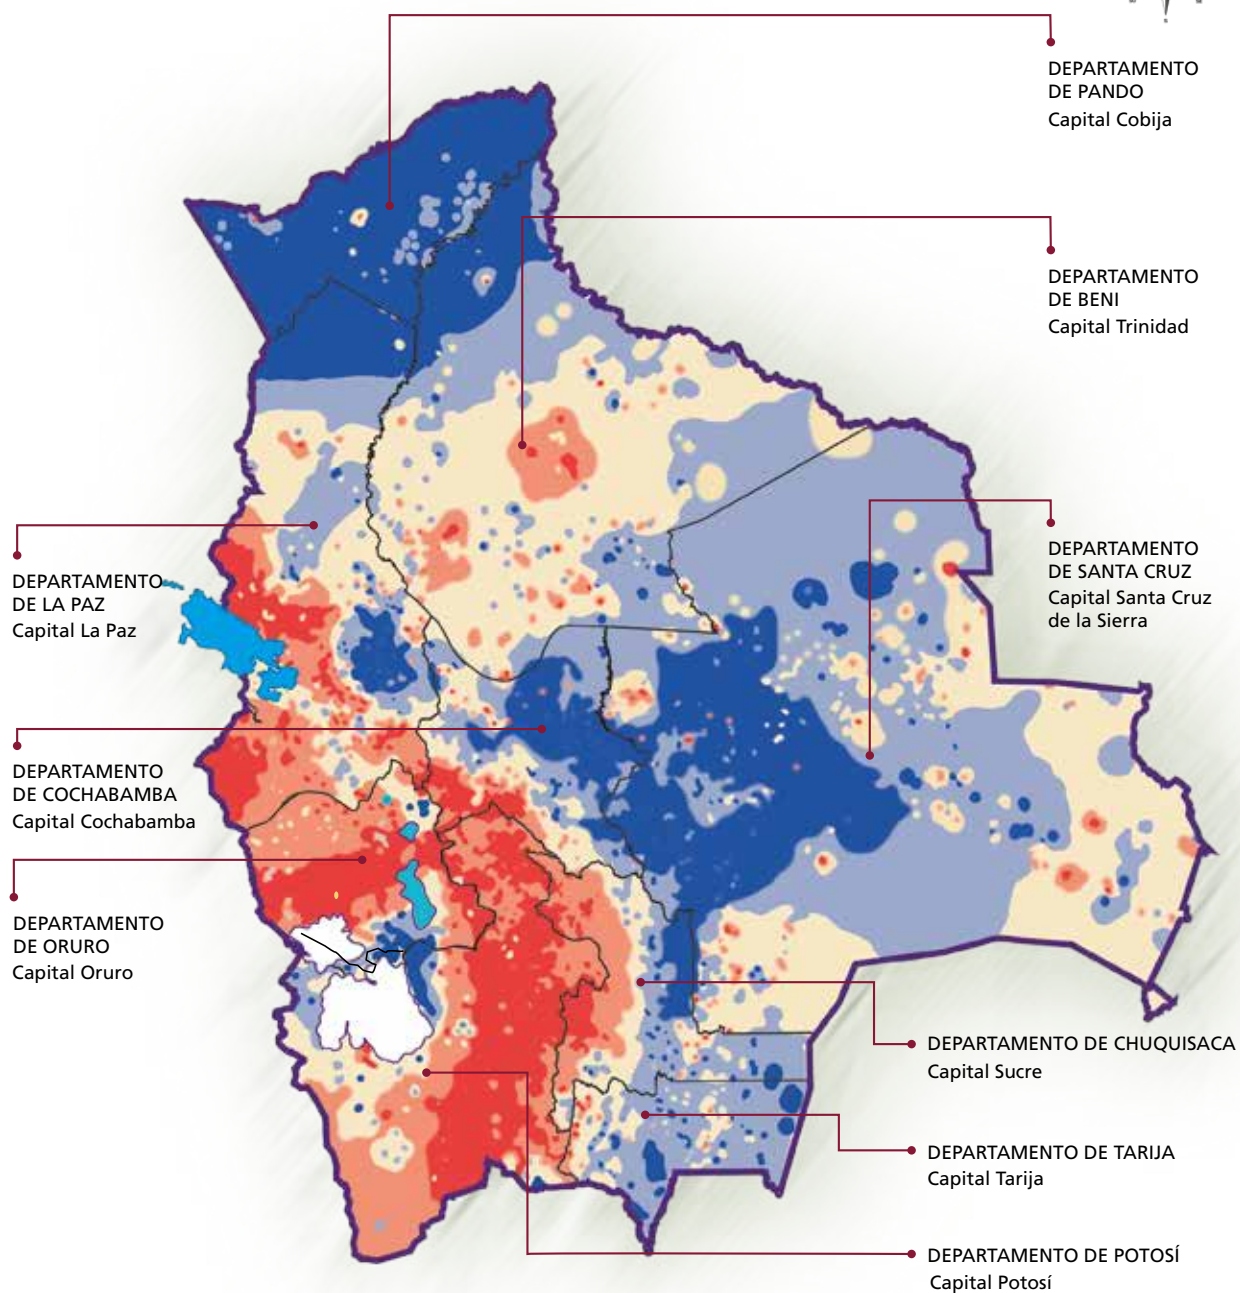 DEPARTAMENTO
DE PANDO
Capital Cobija
DEPARTAMENTO
DE BENI
Capital Trinidad
DEPARTAMENTO
DE LA PAZ
Capital La Paz
DEPARTAMENTO
DE SANTA CRUZ
Capital Santa Cruz
de la Sierra
DEPARTAMENTO
DE COCHABAMBA
Capital Cochabamba
DEPARTAMENTO
DE ORURO
Capital Oruro
DEPARTAMENTO DE CHUQUISACA
Capital Sucre
DEPARTAMENTO DE TARIJA
Capital Tarija
DEPARTAMENTO DE POTOSÍ
Capital Potosí